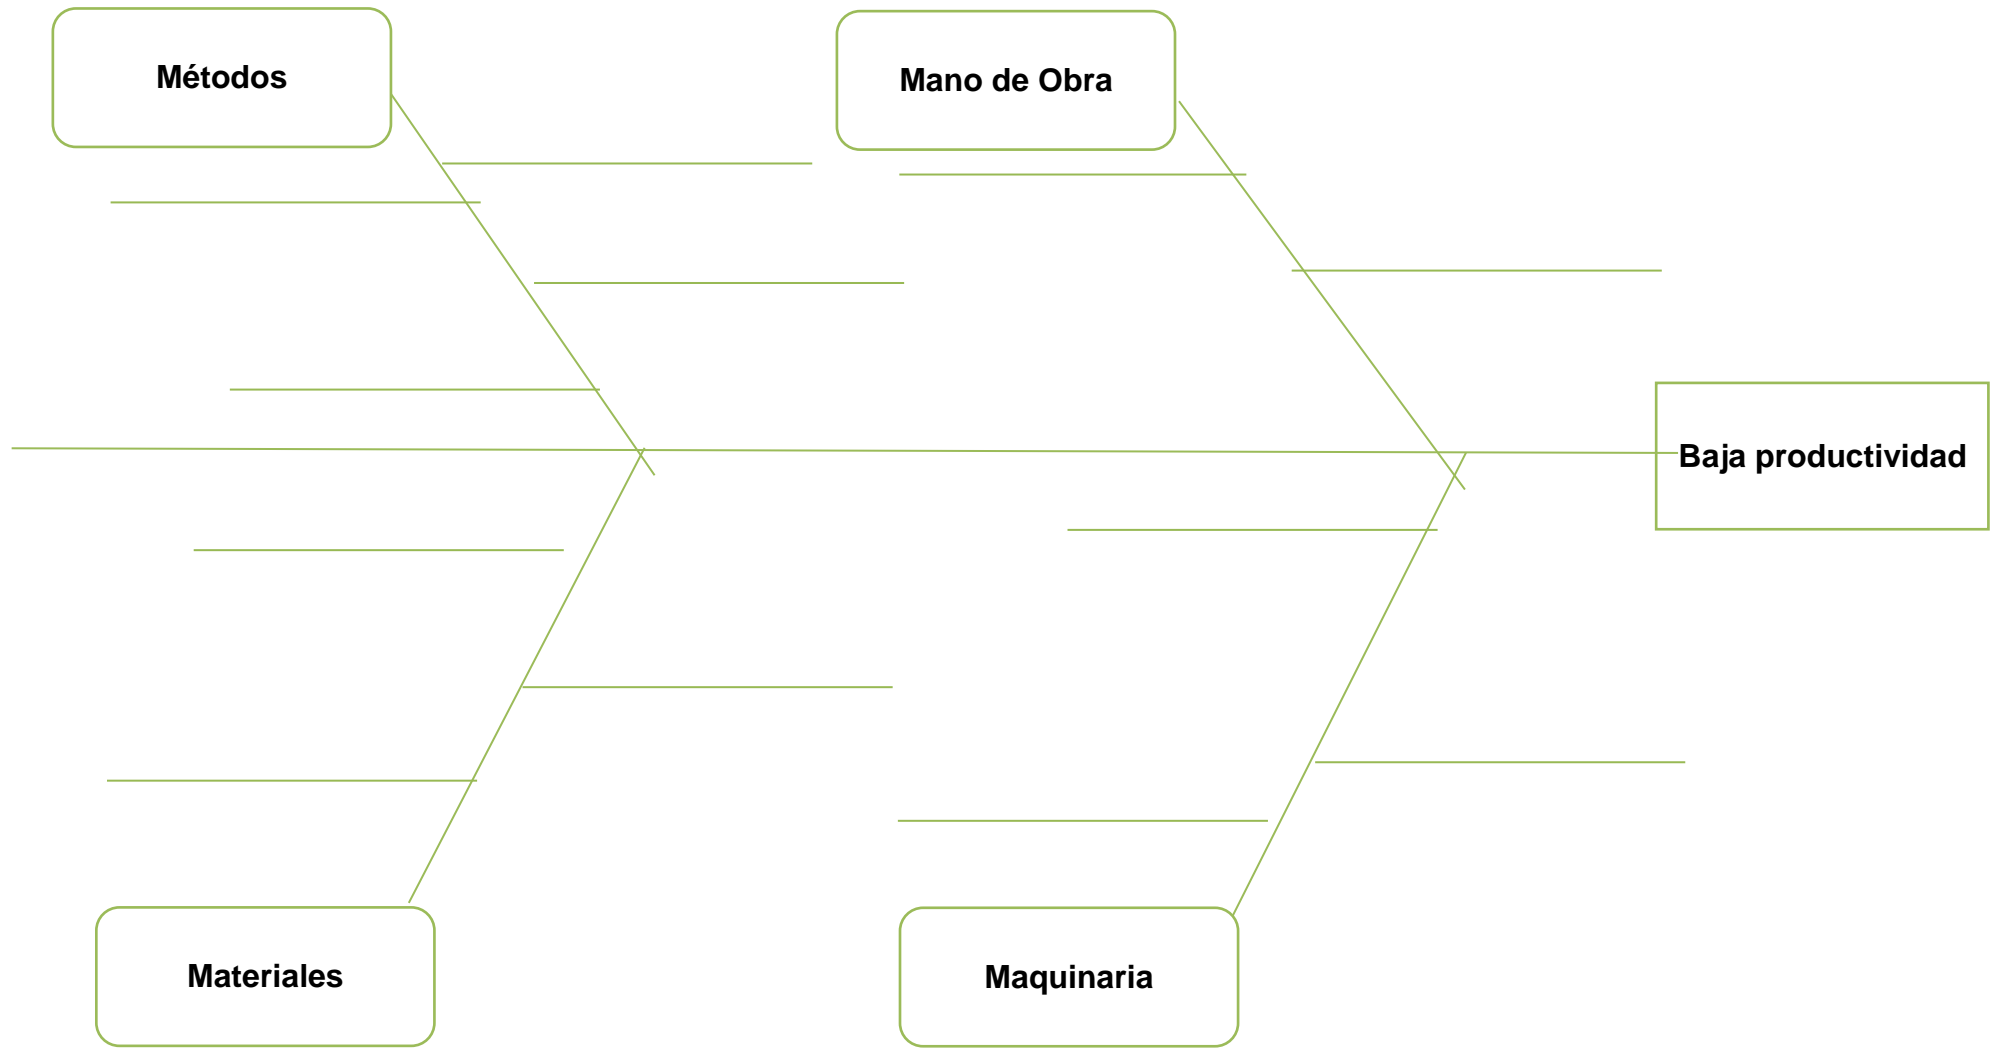 Métodos
Mano de Obra
Baja productividad
Materiales
Maquinaria